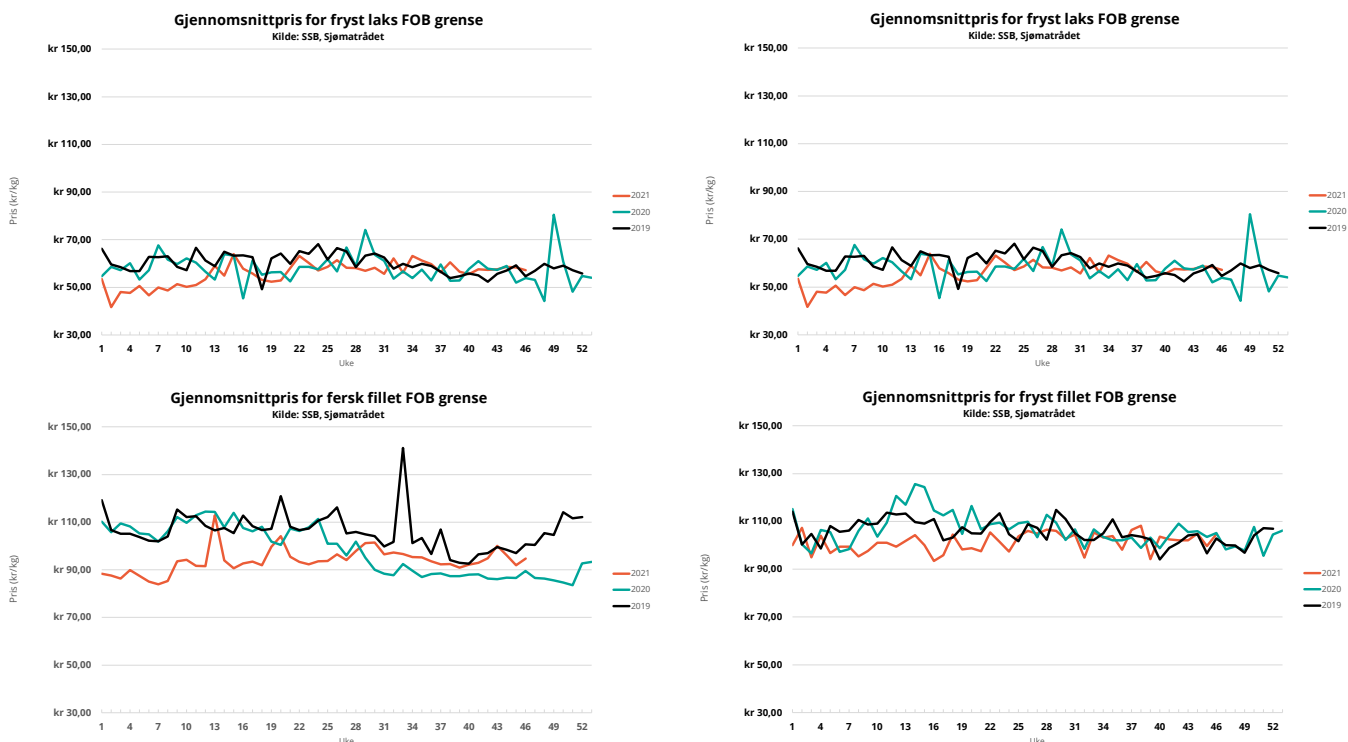 Gjennomsnittpris for fryst laks FOB grense
Kilde: SSB, Sjømatrådet
kr 150,00
kr 130,00
kr 110,00
kr 90,00
kr 70,00
kr 50,00
kr 30,00
Pris (kr/kg)
1 4 7 10 13 16 19 22 25 28 31 34 37 40 43 46 49 52
Uke
2021
2020
2019
Gjennomsnittpris for fryst laks FOB grense
Kilde: SSB, Sjømatrådet
kr 150,00
kr 130,00
kr 110,00
kr 90,00
kr 70,00
kr 50,00
kr 30,00
Pris (kr/kg)
1 4 7 10 13 16 19 22 25 28 31 34 37 40 43 46 49 52
Uke
2021
2020
2019
Gjennomsnittpris for fersk fillet FOB grense
Kilde: SSB, Sjømatrådet
kr 150,00
kr 130,00
kr 110,00
kr 90,00
kr 70,00
kr 50,00
kr 30,00
Pris (kr/kg)
1 4 7 10 13 16 19 22 25 28 31 34 37 40 43 46 49 52
Uke
2021
2020
2019
Gjennomsnittpris for fryst fillet FOB grense
Kilde: SSB, Sjømatrådet
kr 150,00
kr 130,00
kr 110,00
kr 90,00
kr 70,00
kr 50,00
kr 30,00
Pris (kr/kg)
1 4 7 10 13 16 19 22 25 28 31 34 37 40 43 46 49 52
Uke
2021
2020
2019